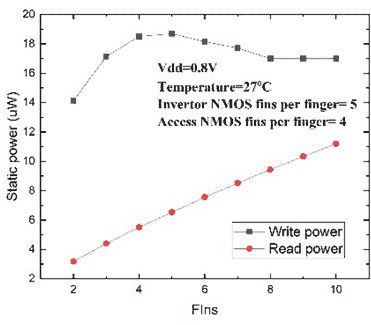 20
18
16
14
12
10
8
6
4
2
Static power (uW)
Vdd=0.8V
Temperature=27⁰C
Invertor NMOS fins per finger= 5
Access NMOS fins per finger= 4
Write power
Read power
2 4 6 8 10
FIns